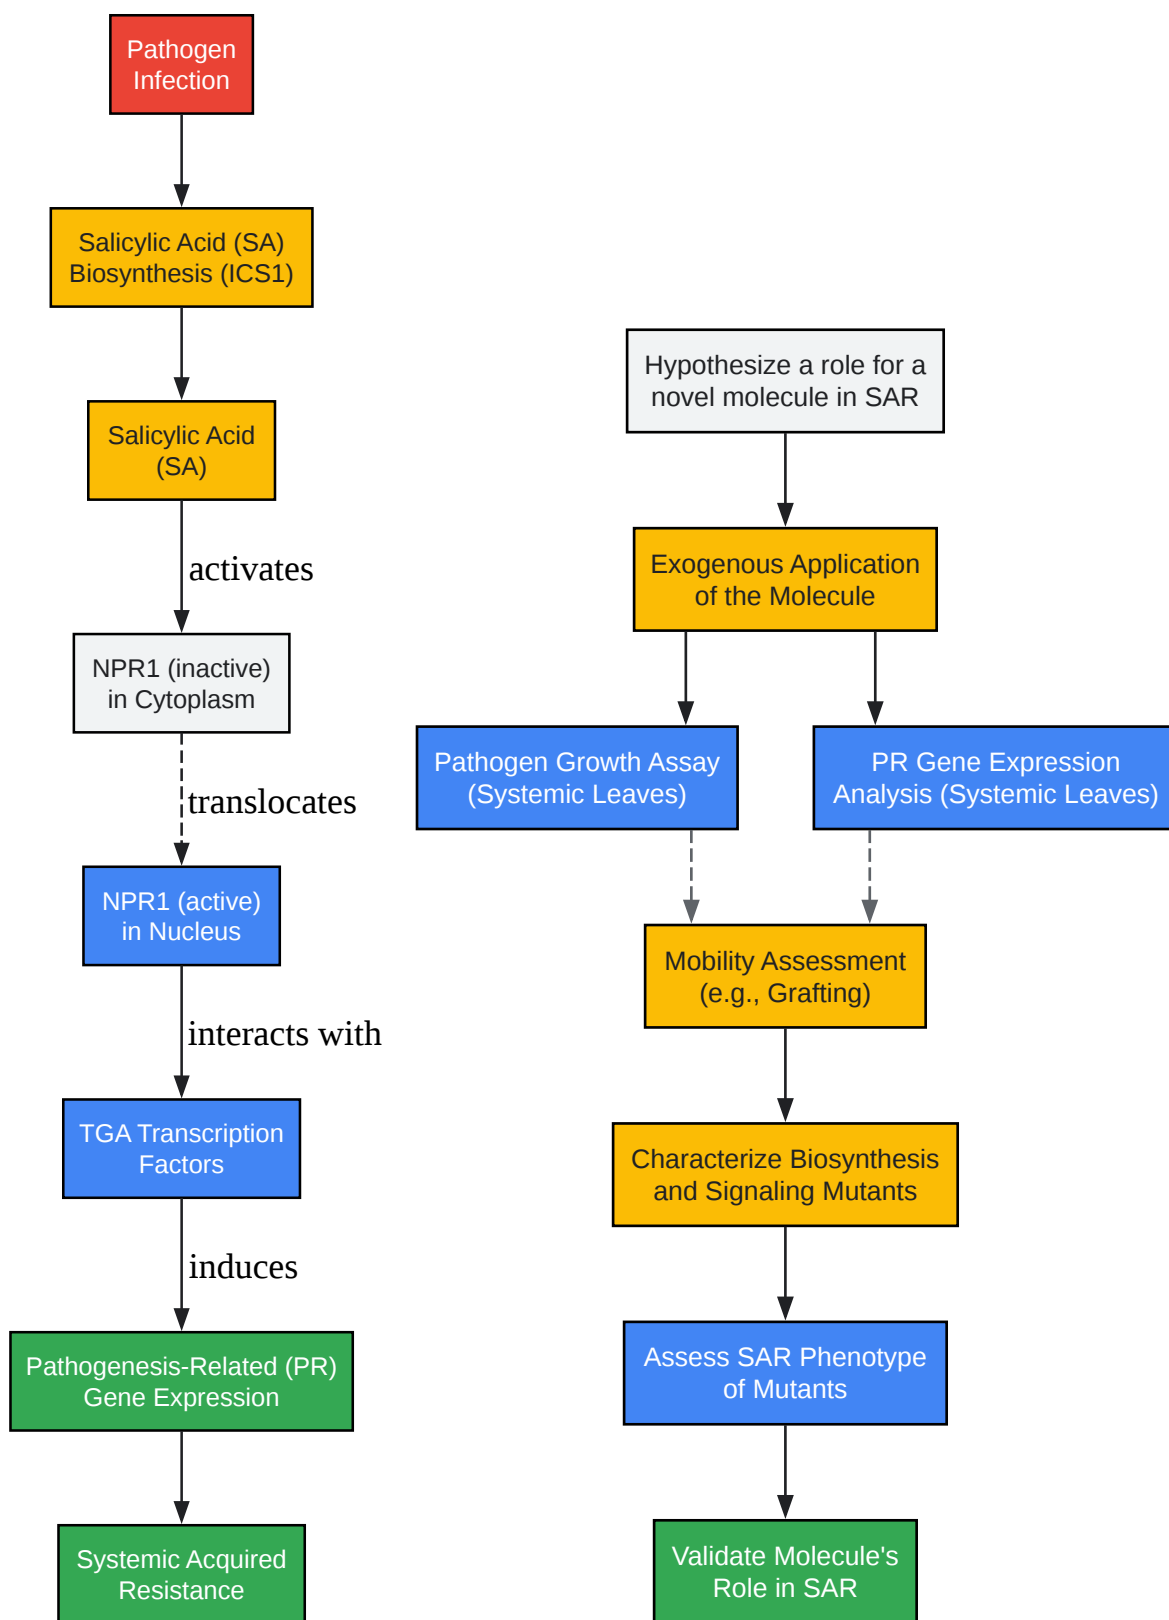 Pathogen
Infection
Salicylic Acid (SA)
Biosynthesis (ICS1)
Salicylic Acid
(SA)
activates
NPR1 (inactive)
in Cytoplasm
translocates
NPR1 (active)
in Nucleus
interacts with
TGA Transcription
Factors
induces
Pathogenesis-Related (PR)
Gene Expression
Systemic Acquired
Resistance
Hypothesize a role for a
novel molecule in SAR
Exogenous Application
of the Molecule
Pathogen Growth Assay
(Systemic Leaves)
PR Gene Expression
Analysis (Systemic Leaves)
Mobility Assessment
(e.g., Grafting)
Characterize Biosynthesis
and Signaling Mutants
Assess SAR Phenotype
of Mutants
Validate Molecule's
Role in SAR